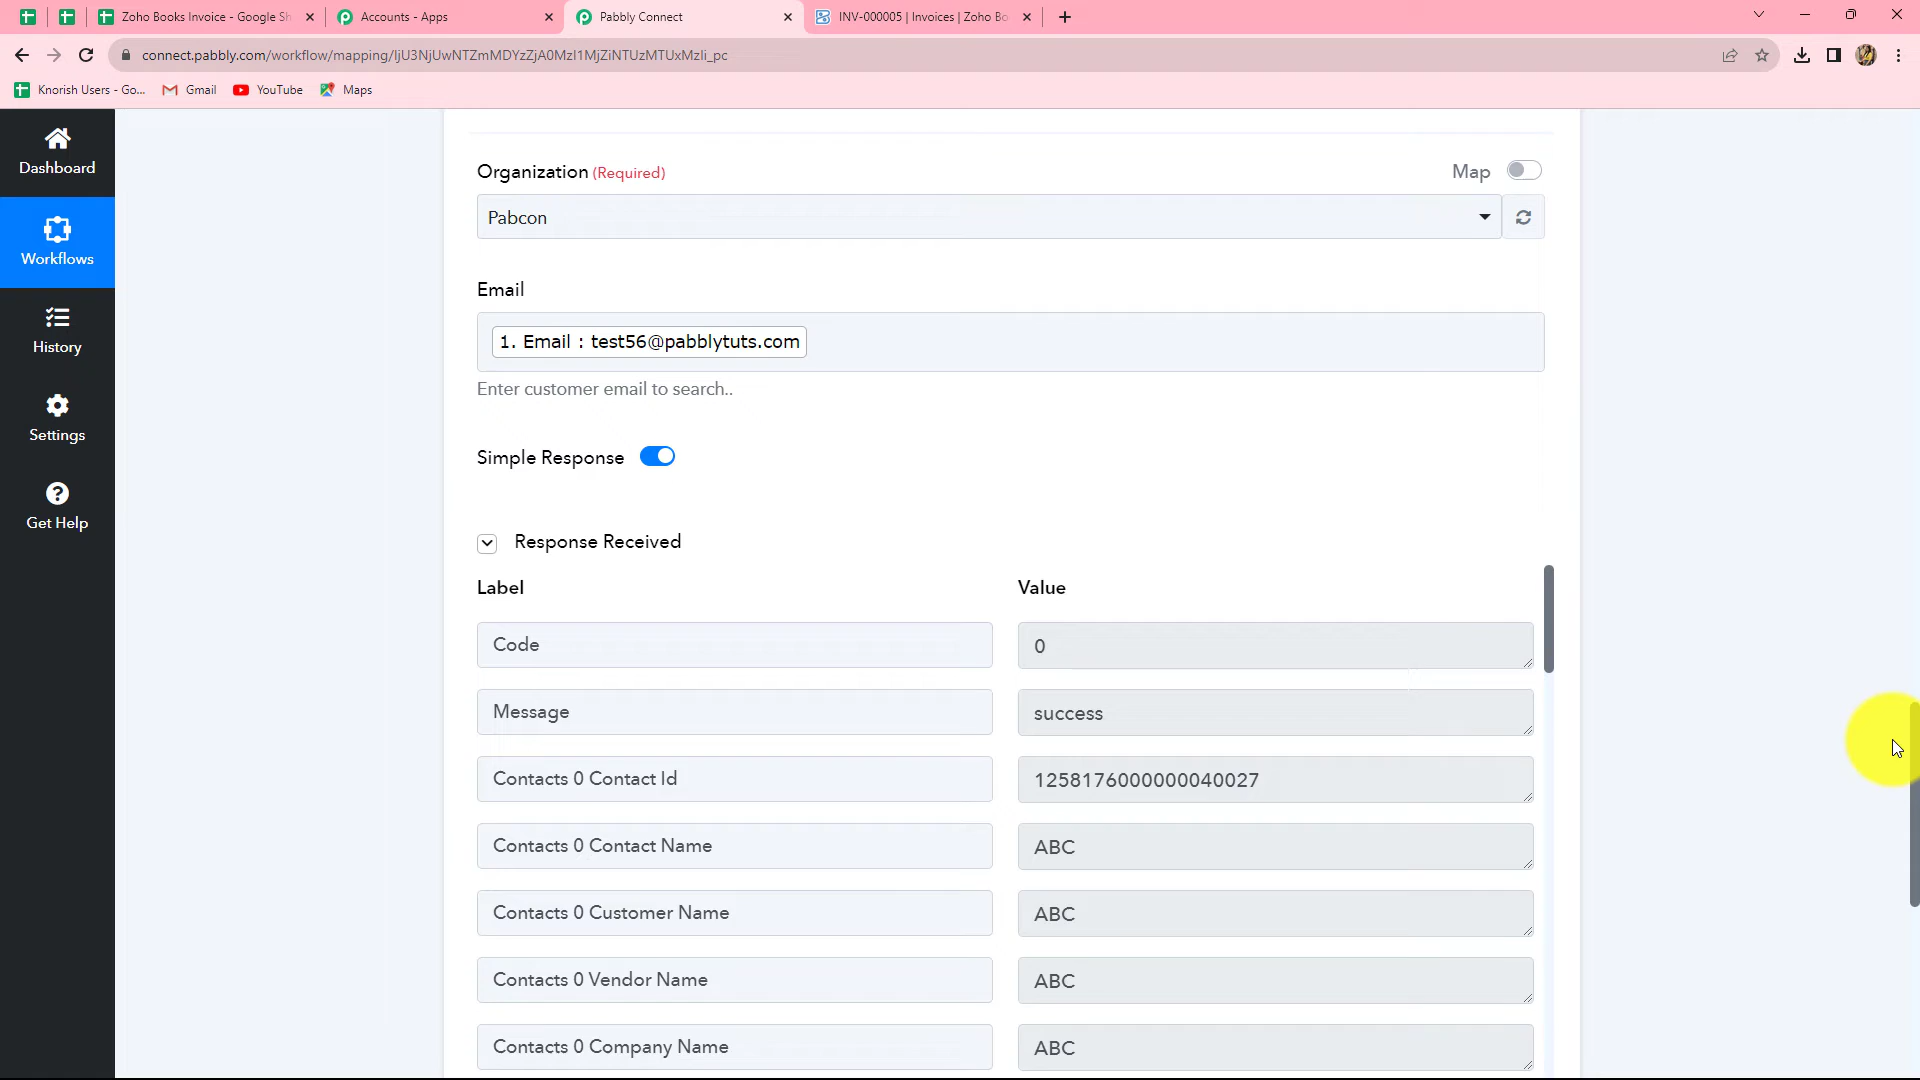 Zoho Books Invoice - Google Sh
Accounts - Apps
Pabbly Connect
INV-000005 | Invoices | Zoho Bo
connect.pabbly.com/workflow/mapping/
Knorish Users - Go...
Gmail
YouTube
Maps
Dashboard
Workflows
History
Settings
Get Help
Organization (Required)
Map
Pabcon
Email
1. Email : test56@pabblytuts.com
Enter customer email to search..
Simple Response
Response Received
Label Value
Code 0
Message success
Contacts 0 Contact Id 1258176000000040027
Contacts 0 Contact Name ABC
Contacts 0 Customer Name ABC
Contacts 0 Vendor Name ABC
Contacts 0 Company Name ABC